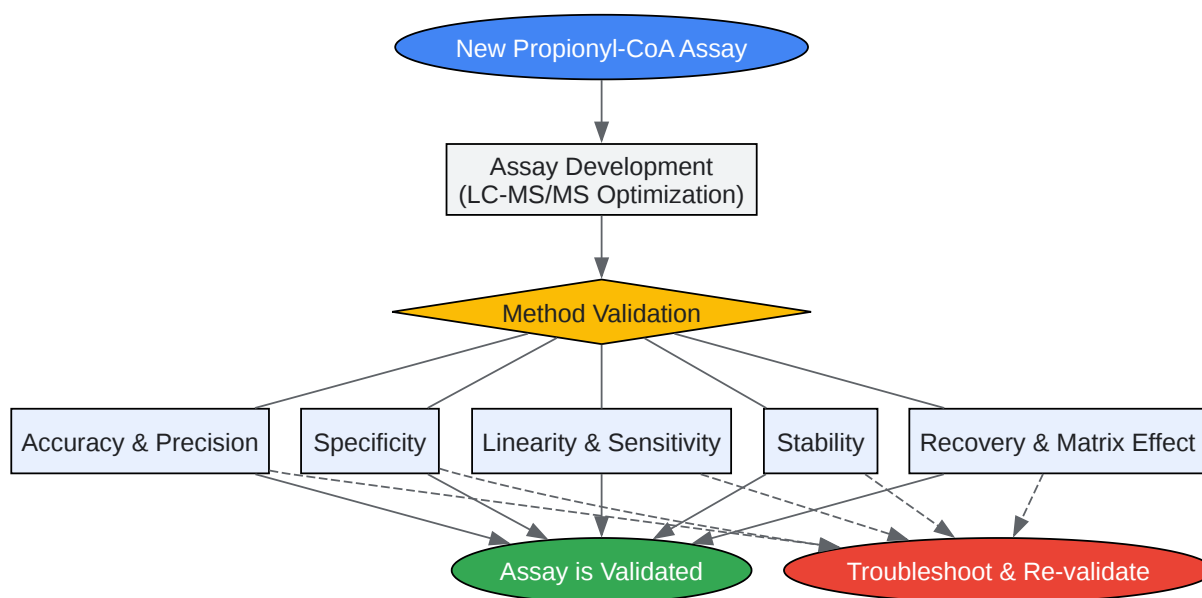 New Propionyl-CoA Assay
Assay Development
(LC-MS/MS Optimization)
Method Validation
Accuracy & Precision
Specificity
Linearity & Sensitivity
Stability
Recovery & Matrix Effect
Assay is Validated
Troubleshoot & Re-validate